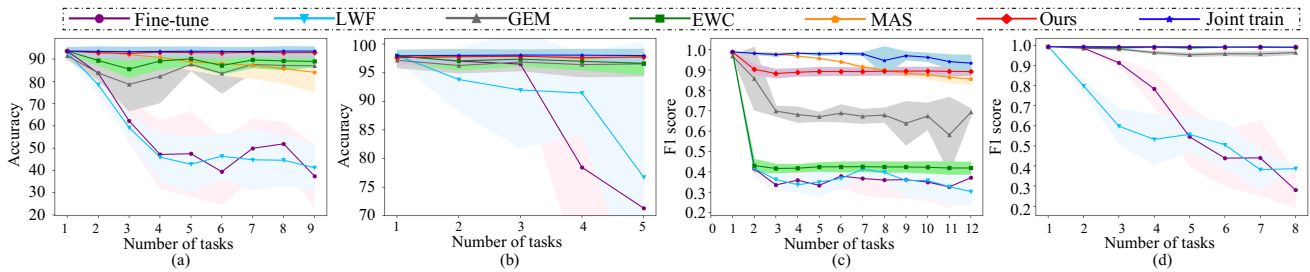 Fine-tune LWF GEM EWC MAS Ours Joint train
Accuracy
100
90
80
70
60
50
40
30
20
1 2 3 4 5 6 7 8 9
Number of tasks
(a)
Accuracy
100
95
90
85
80
75
70
1 2 3 4 5
Number of tasks
(b)
F1 score
1.0
0.9
0.8
0.7
0.6
0.5
0.4
0.3
0.2
0 1 2 3 4 5 6 7 8 9 10 11 12
Number of tasks
(c)
F1 score
1.0
0.9
0.8
0.7
0.6
0.5
0.4
0.3
0.2
1 2 3 4 5 6 7 8
Number of tasks
(d)